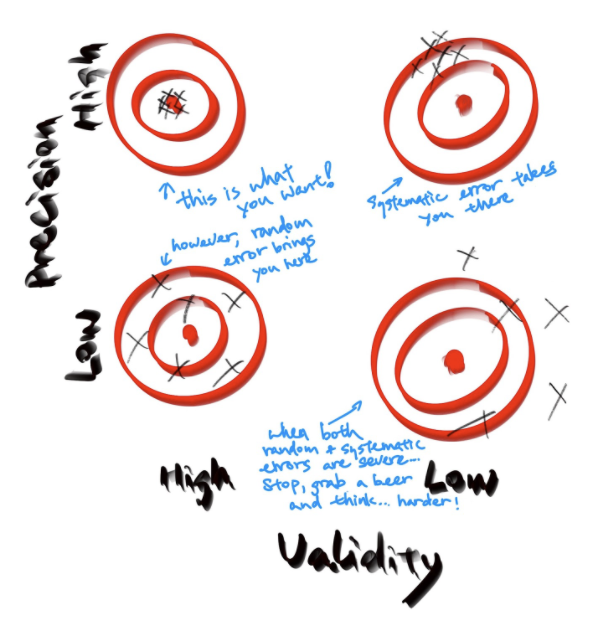 High
Precision
this is what
you want!
Systematic error takes
you there
however, random
error brings
you here
Low
when both
random + systematic
errors are severe...
Stop, grab a beer
and think... harder!
High
Low
Validity